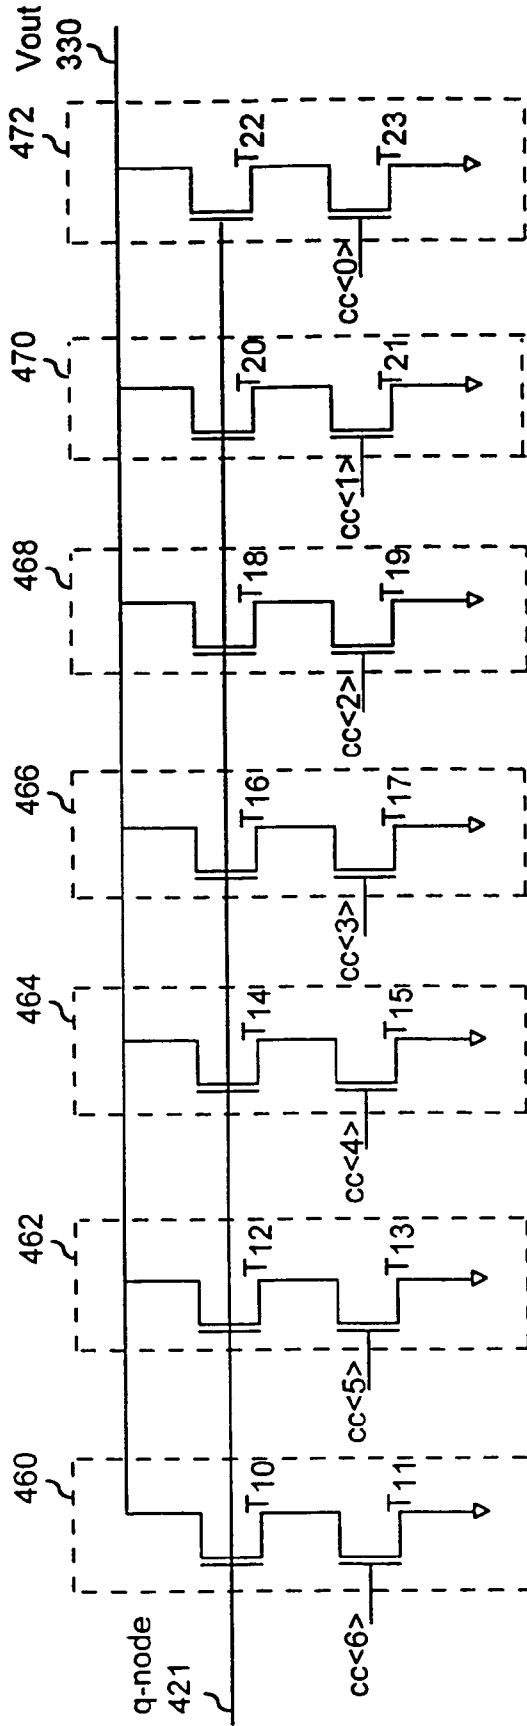 Vout
330
460
462
464
466
468
470
472
q-node
421
T10
T12
T14
T16
T18
T20
T22
T11
T13
T15
T17
T19
T21
T23
cc<6>
cc<5>
cc<4>
cc<3>
cc<2>
cc<1>
cc<0>